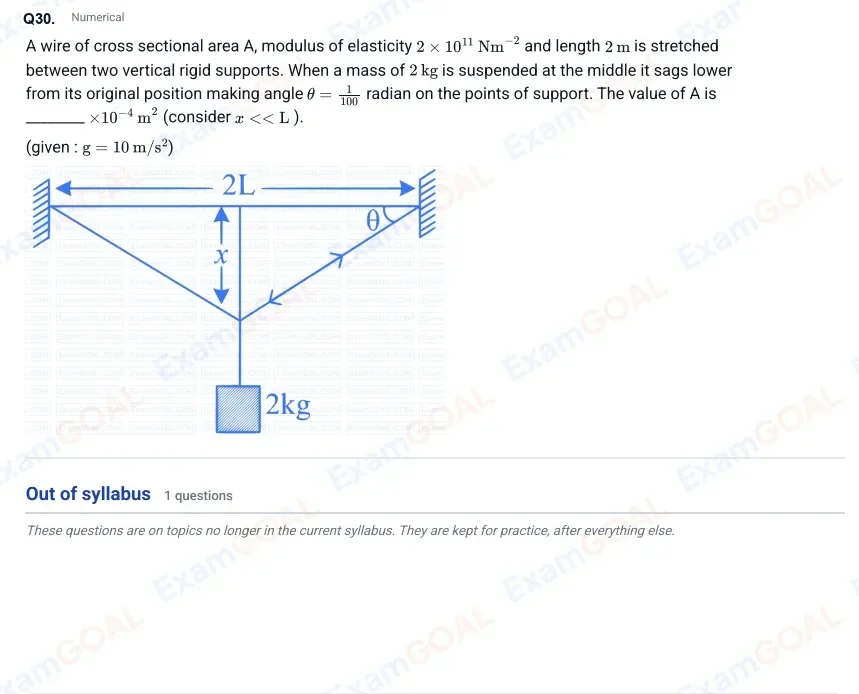 Q30. Numerical
A wire of cross sectional area A, modulus of elasticity 2 × 10¹¹ Nm⁻² and length 2 m is stretched
between two vertical rigid supports. When a mass of 2 kg is suspended at the middle it sags lower
from its original position making angle θ = 1/100 radian on the points of support. The value of A is
_______ ×10⁻⁴ m² (consider x << L ).
(given : g = 10 m/s²)
2L
θ
x
2kg
Out of syllabus 1 questions
These questions are on topics no longer in the current syllabus. They are kept for practice, after everything else.
ExamGOAL